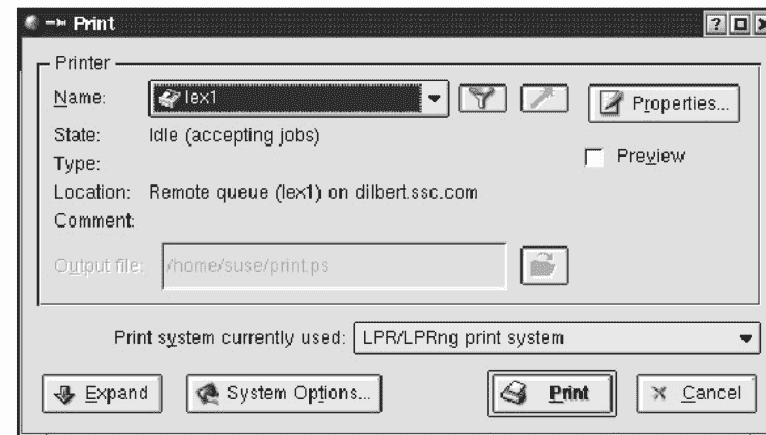 Print
Printer
Name: lex1
Properties...
State: Idle (accepting jobs)
Preview
Type:
Location: Remote queue (lex1) on dilbert.ssc.com
Comment:
Output file: /home/suse/print.ps
Print system currently used: LPR/LPRng print system
Expand System Options... Print Cancel